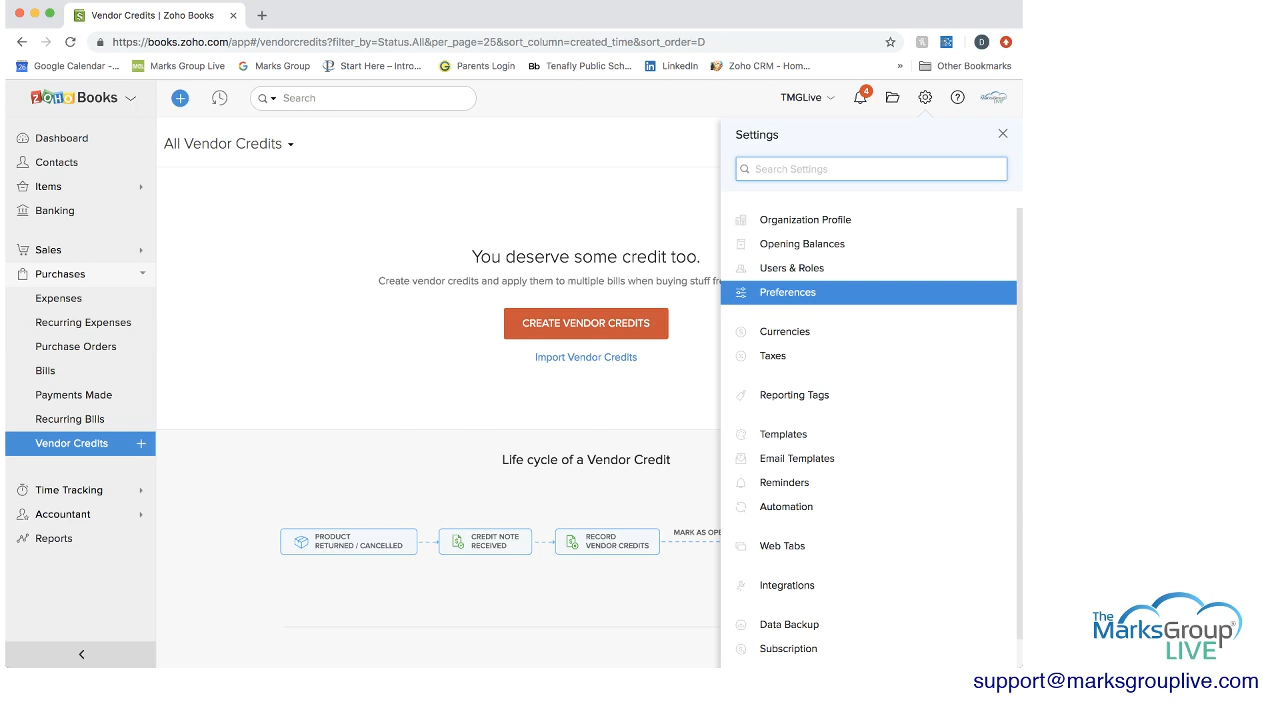 Vendor Credits | Zoho Books
https://books.zoho.com/app#/vendorcredits?filter_by=Status.All&per_page=25&sort_column=created_time&sort_order=D
D
26 Google Calendar -...
Marks Group Live
Marks Group
Start Here – Intro...
Parents Login
Bb Tenafly Public Sch...
LinkedIn
Zoho CRM - Hom...
»
Other Bookmarks
ZOHO Books
Search
TMGLive
4
Dashboard
Contacts
Items
Banking
Sales
Purchases
Expenses
Recurring Expenses
Purchase Orders
Bills
Payments Made
Recurring Bills
Vendor Credits +
Time Tracking
Accountant
Reports
All Vendor Credits
You deserve some credit too.
Create vendor credits and apply them to multiple bills when buying stuff fr
CREATE VENDOR CREDITS
Import Vendor Credits
Life cycle of a Vendor Credit
PRODUCT
RETURNED / CANCELLED
CREDIT NOTE
RECEIVED
RECORD
VENDOR CREDITS
MARK AS OPE
Settings
Search Settings
Organization Profile
Opening Balances
Users & Roles
Preferences
Currencies
Taxes
Reporting Tags
Templates
Email Templates
Reminders
Automation
Web Tabs
Integrations
Data Backup
Subscription
The
MarksGroup®
LIVE
support@marksgrouplive.com